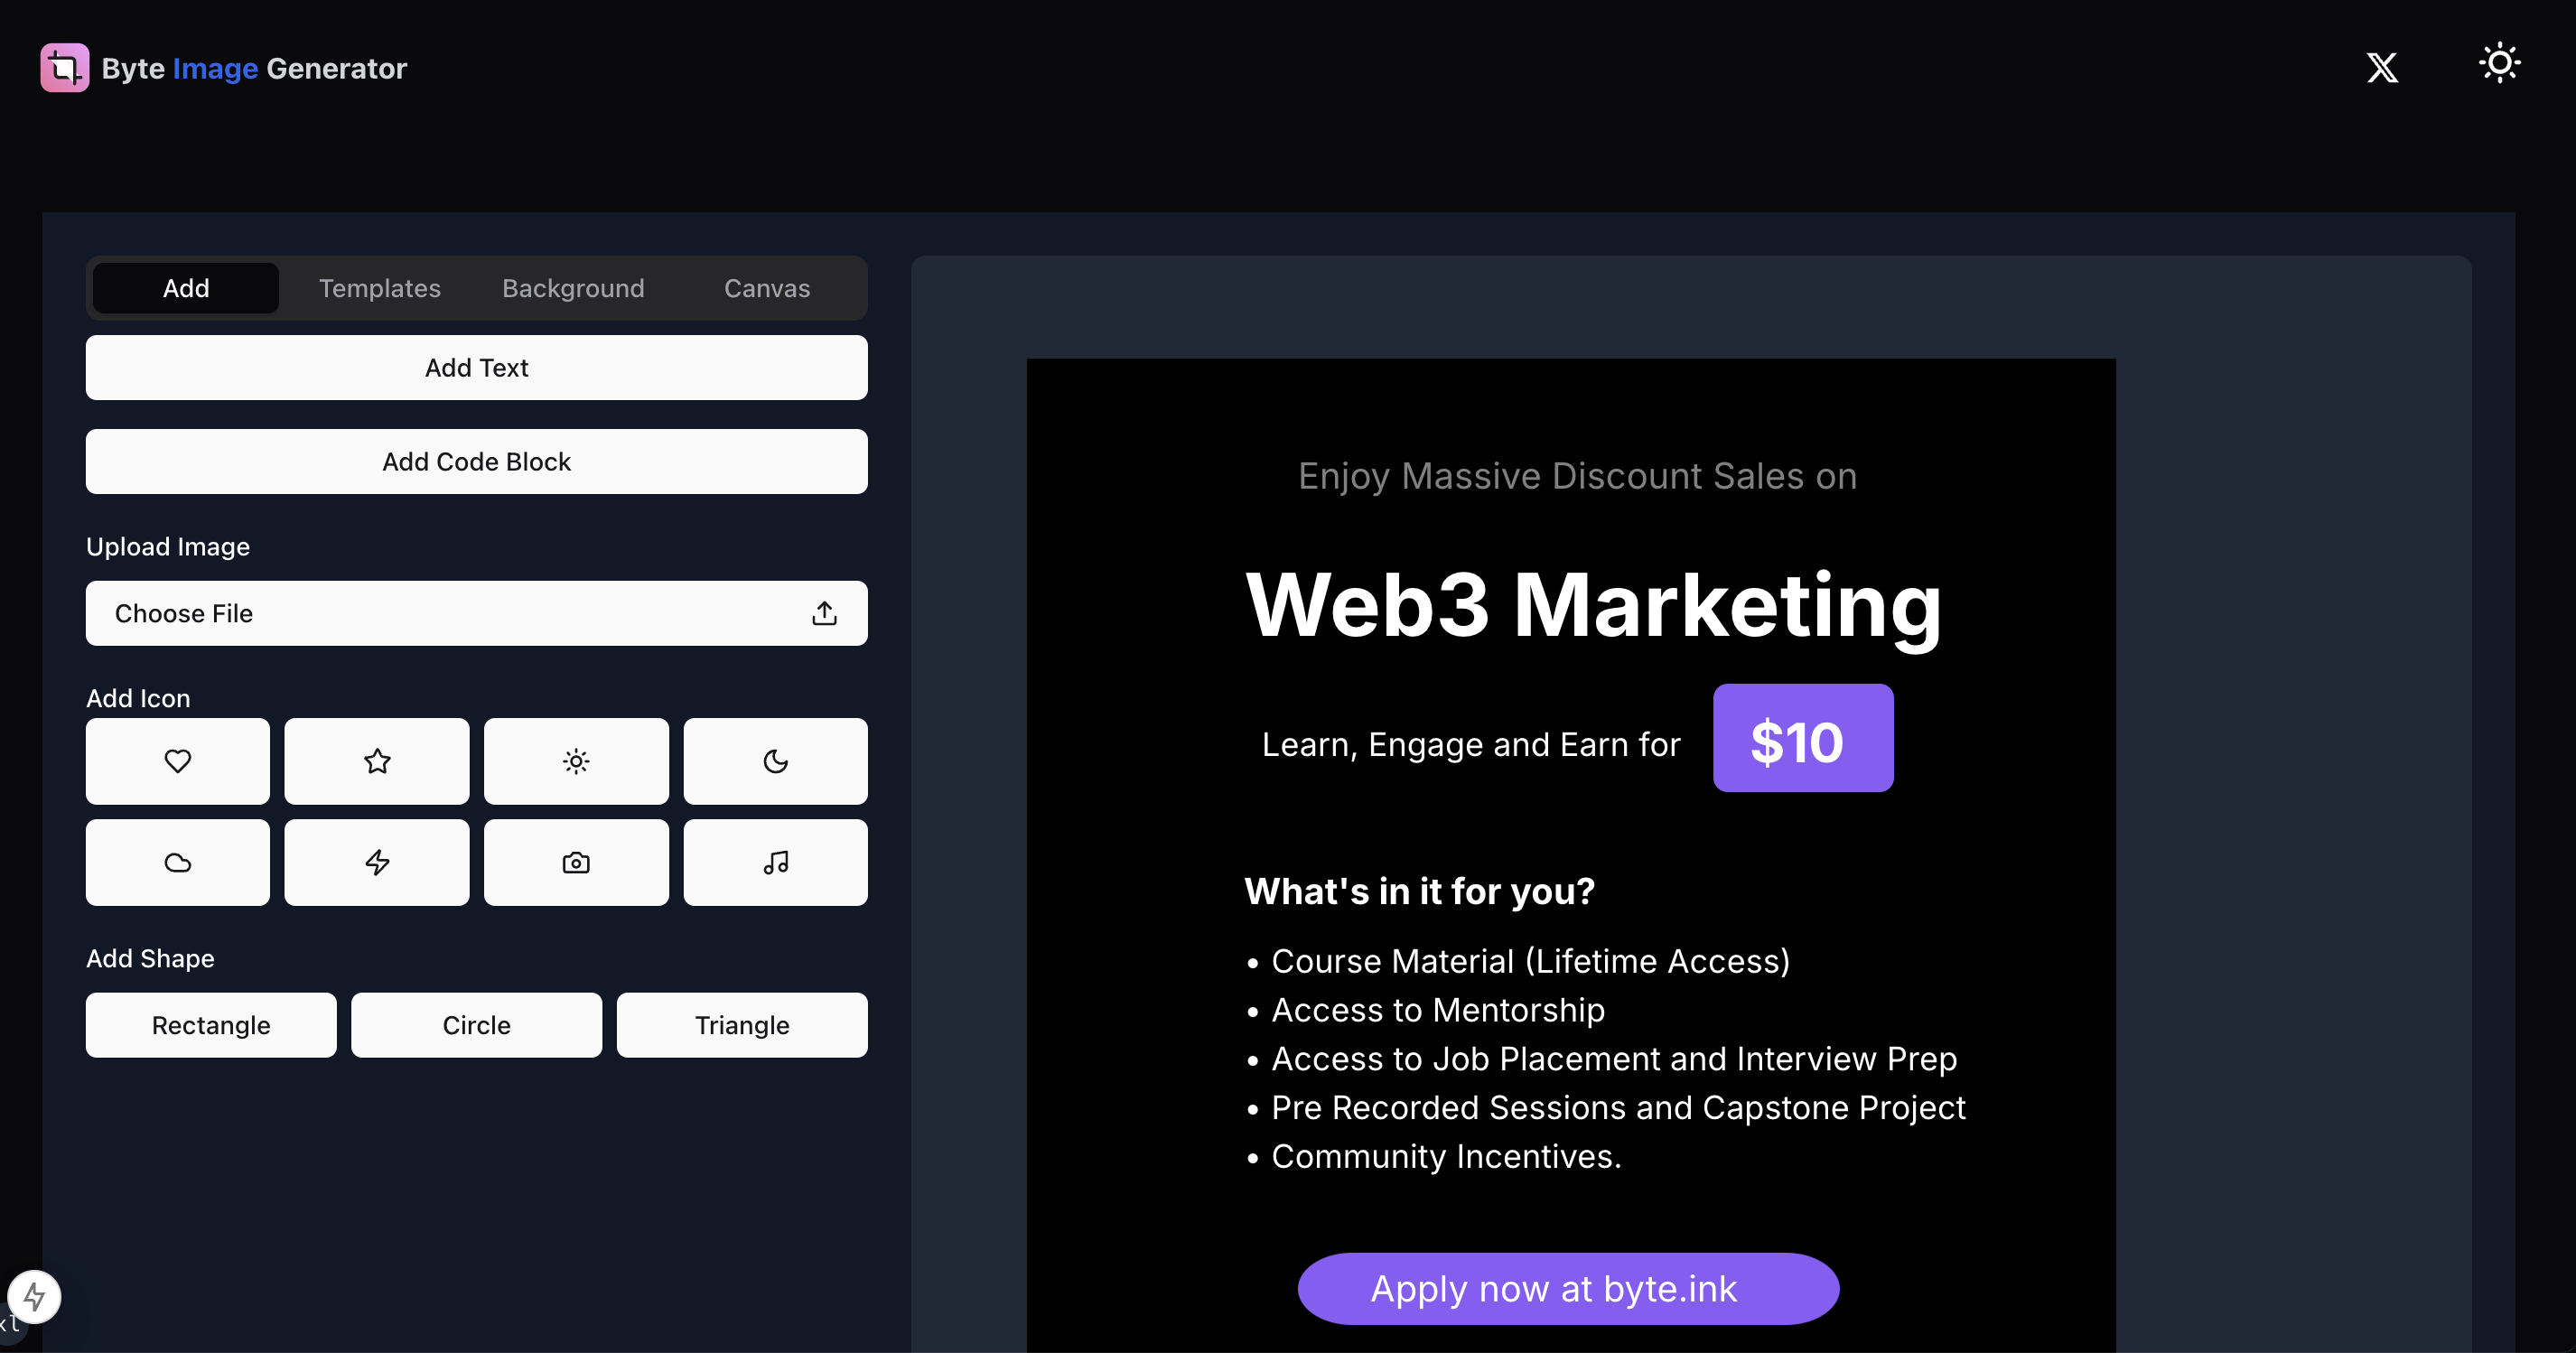 Byte Image Generator
Add Templates Background Canvas
Add Text
Add Code Block
Upload Image
Choose File
Add Icon
Add Shape
Rectangle Circle Triangle
Enjoy Massive Discount Sales on
Web3 Marketing
Learn, Engage and Earn for $10
What's in it for you?
• Course Material (Lifetime Access)
• Access to Mentorship
• Access to Job Placement and Interview Prep
• Pre Recorded Sessions and Capstone Project
• Community Incentives.
Apply now at byte.ink
xl